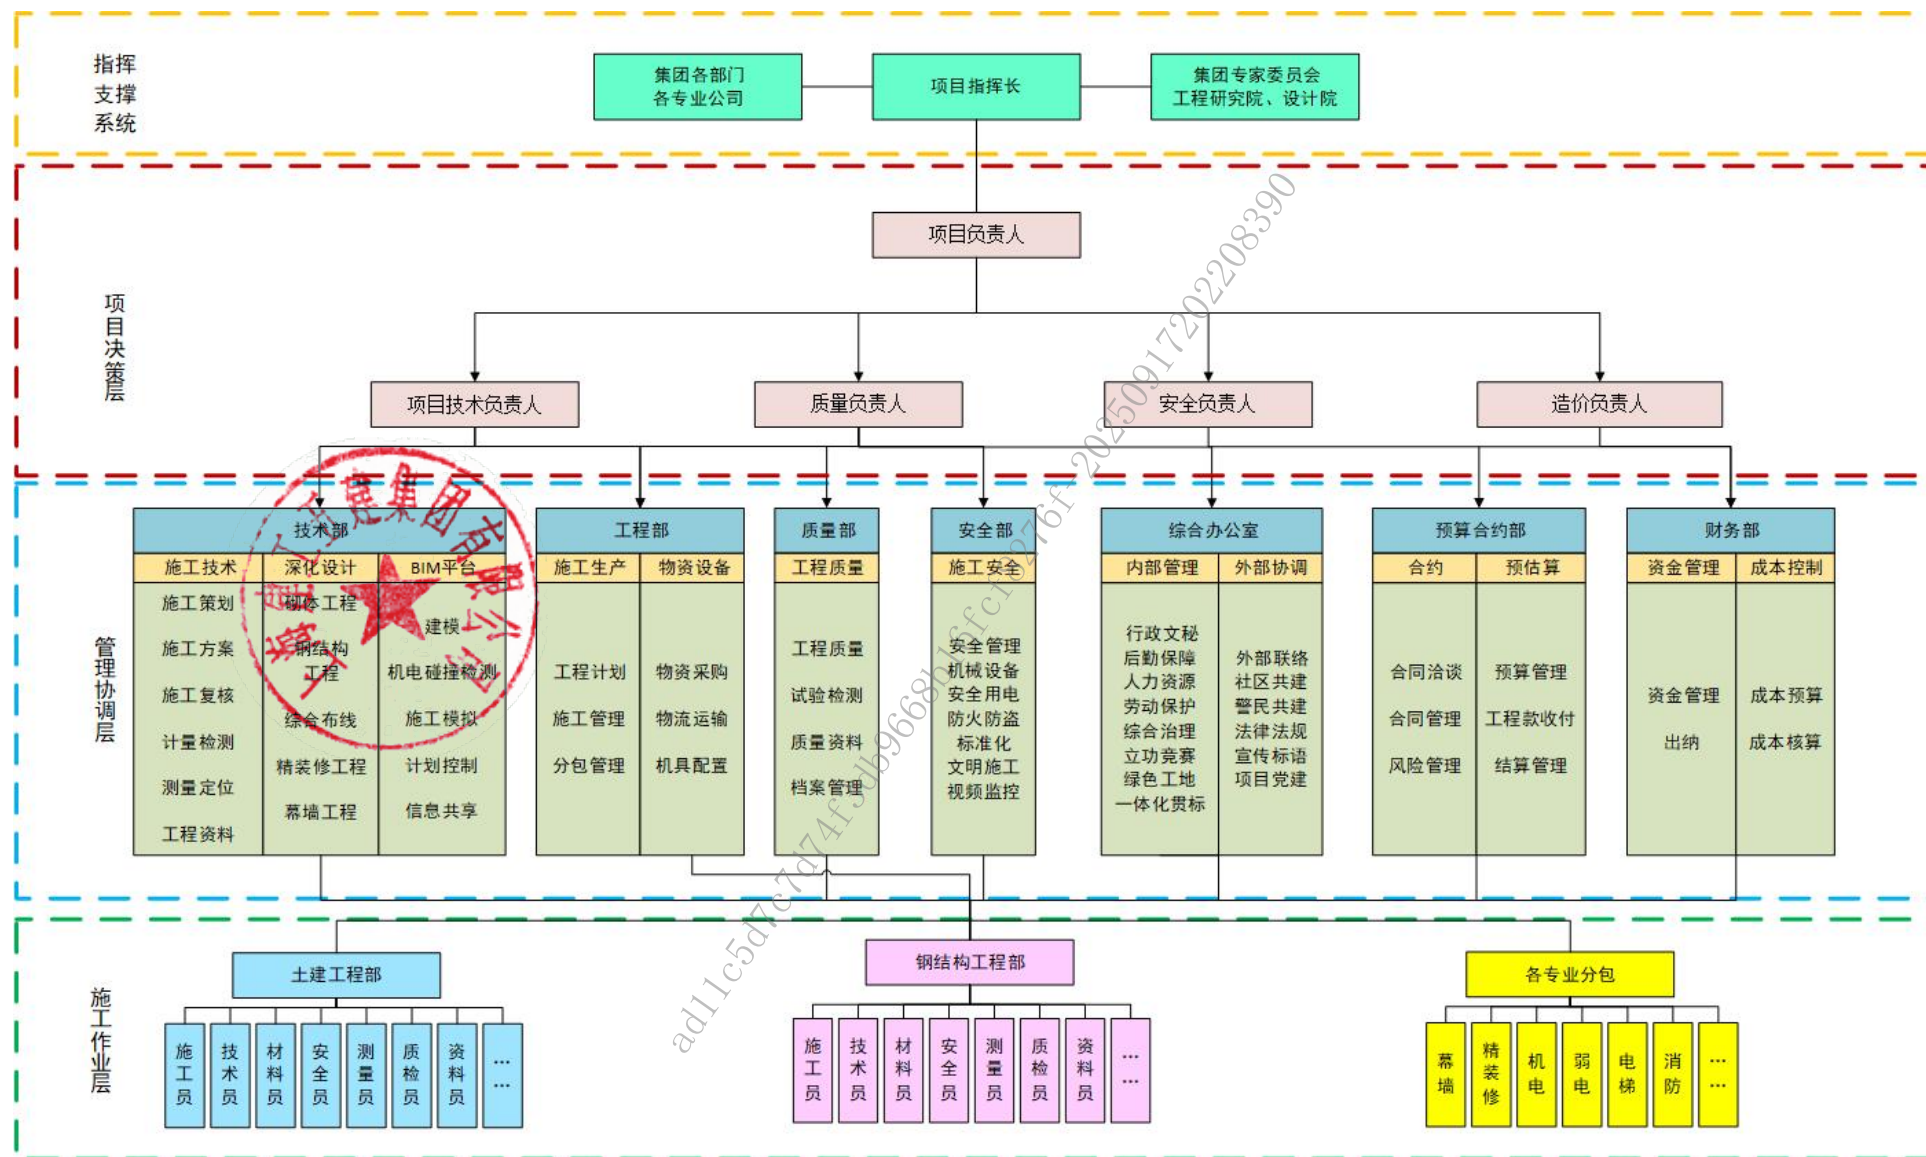 指挥
支撑
系统
集团各部门
各专业公司
项目指挥长
集团专家委员会
工程研究院、设计院
项目决策层
项目负责人
项目技术负责人
质量负责人
安全负责人
造价负责人
管理协调层
技术部
施工技术
深化设计
BIM平台
施工策划
施工方案
施工复核
计量检测
测量定位
工程资料
砌体工程
钢结构
工程
综合布线
精装修工程
幕墙工程
建模
机电碰撞检测
施工模拟
计划控制
信息共享
工程部
施工生产
物资设备
工程计划
施工管理
分包管理
物资采购
物流运输
机具配置
质量部
工程质量
工程质量
试验检测
质量资料
档案管理
安全部
施工安全
安全管理
机械设备
安全用电
防火防盗
标准化
文明施工
视频监控
综合办公室
内部管理
外部协调
行政文秘
后勤保障
人力资源
劳动保护
综合治理
立功竞赛
绿色工地
一体化贯标
外部联络
社区共建
警民共建
法律法规
宣传标语
项目党建
预算合约部
合约
预估算
合同洽谈
合同管理
风险管理
预算管理
工程款收付
结算管理
财务部
资金管理
成本控制
资金管理
出纳
成本预算
成本核算
上海建工四建集团有限公司
施工作业层
土建工程部
施工员
技术员
材料员
安全员
测量员
质检员
资料员
……
钢结构工程部
施工员
技术员
材料员
安全员
测量员
质检员
资料员
……
各专业分包
幕墙
精装修
机电
弱电
电梯
消防
……